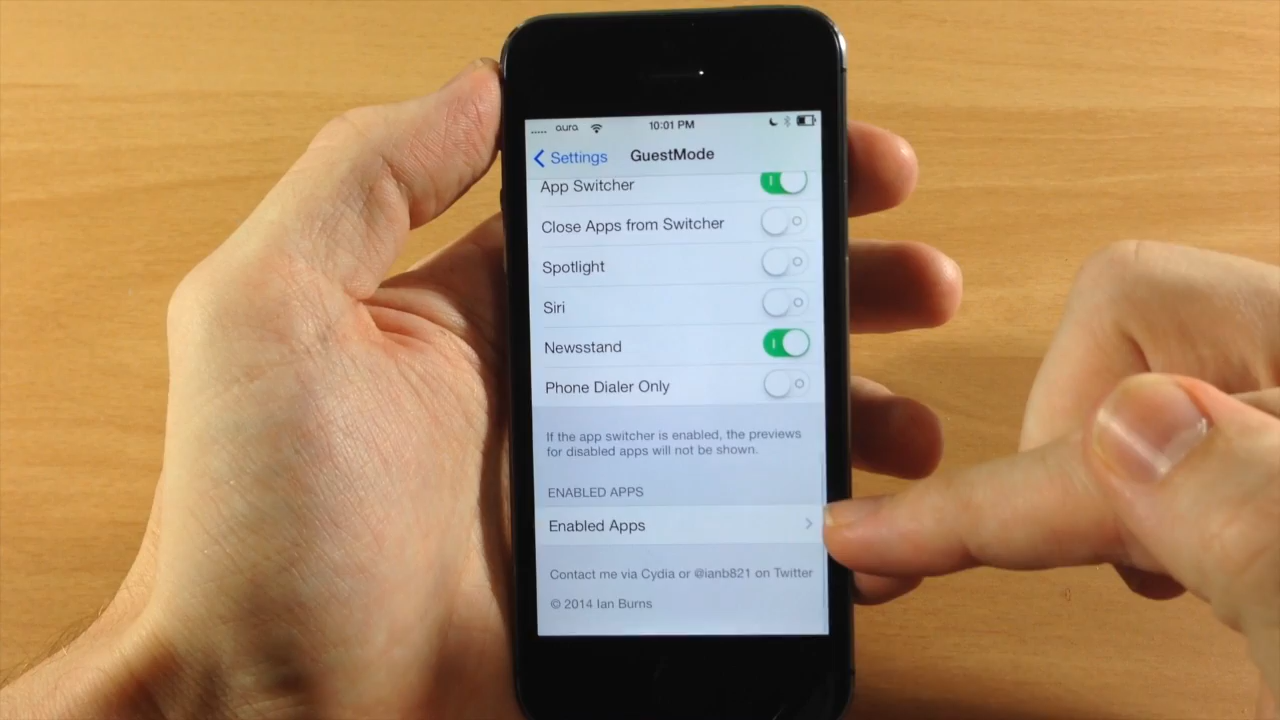 aura 10:01 PM
Settings GuestMode
App Switcher
Close Apps from Switcher
Spotlight
Siri
Newsstand
Phone Dialer Only
If the app switcher is enabled, the previews
for disabled apps will not be shown.
ENABLED APPS
Enabled Apps
Contact me via Cydia or @ianb821 on Twitter
© 2014 Ian Burns